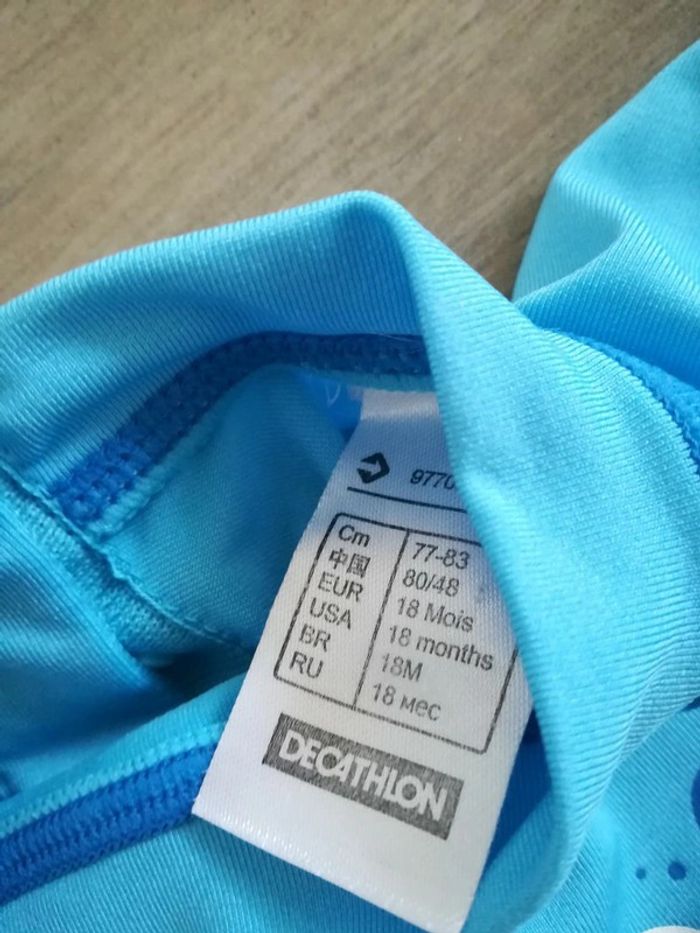 9770
Cm 77-83
中国 80/48
EUR 18 Mois
USA 18 months
BR 18M
RU 18 мес
DECATHLON